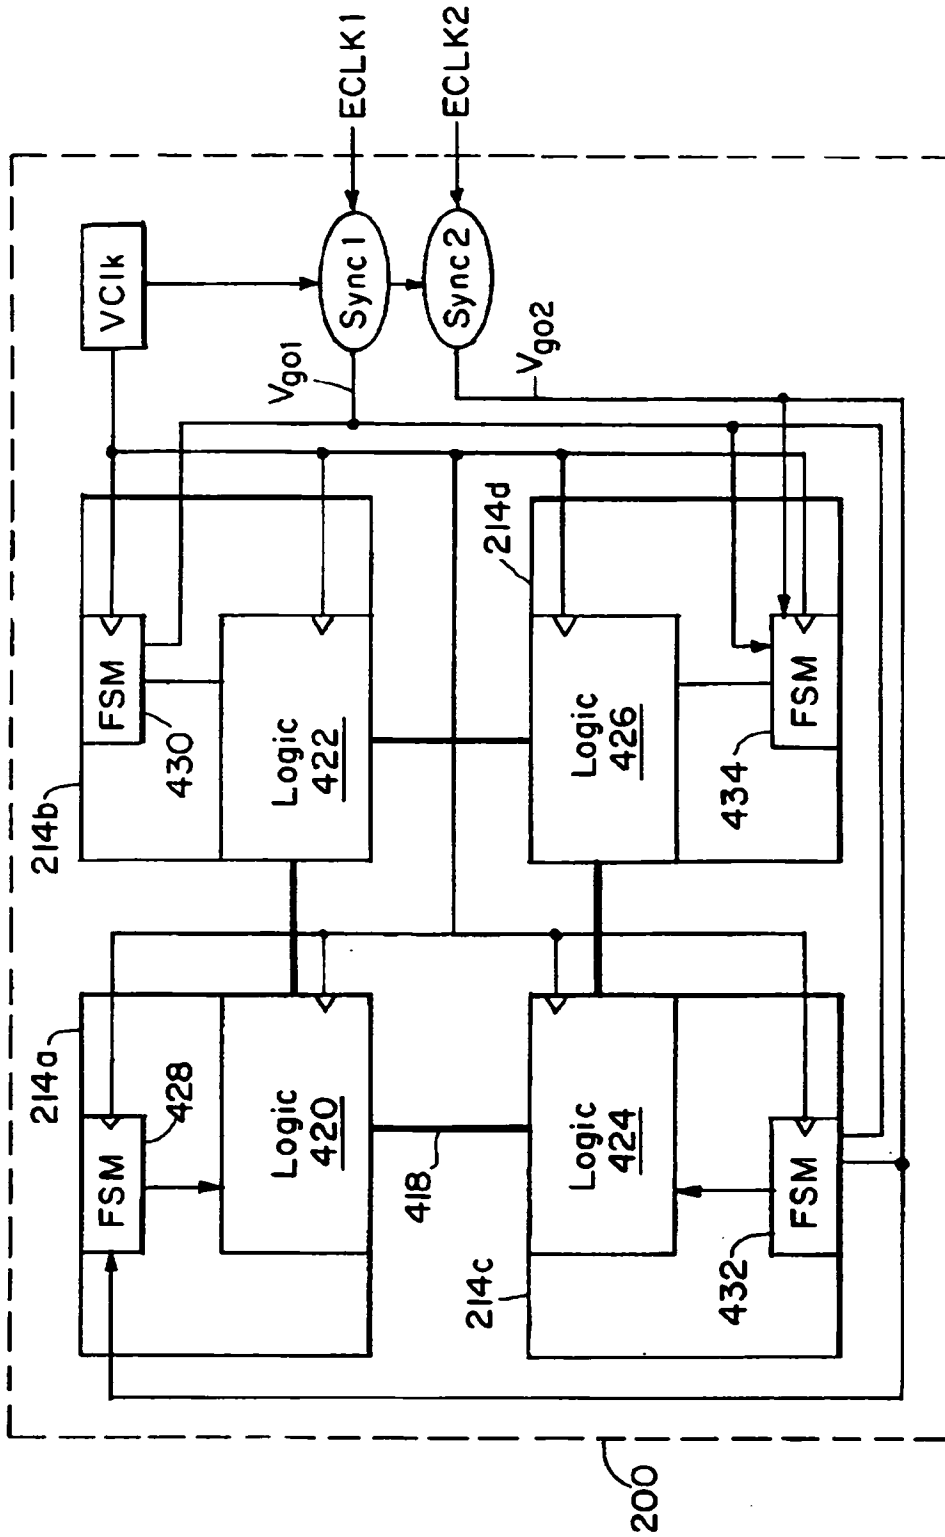 214a
FSM
428
Logic
420
214b
FSM
430
Logic
422
VClk
Vgo1
Sync1
ECLK1
418
Sync2
ECLK2
Vgo2
214c
Logic
424
FSM
432
214d
Logic
426
FSM
434
200